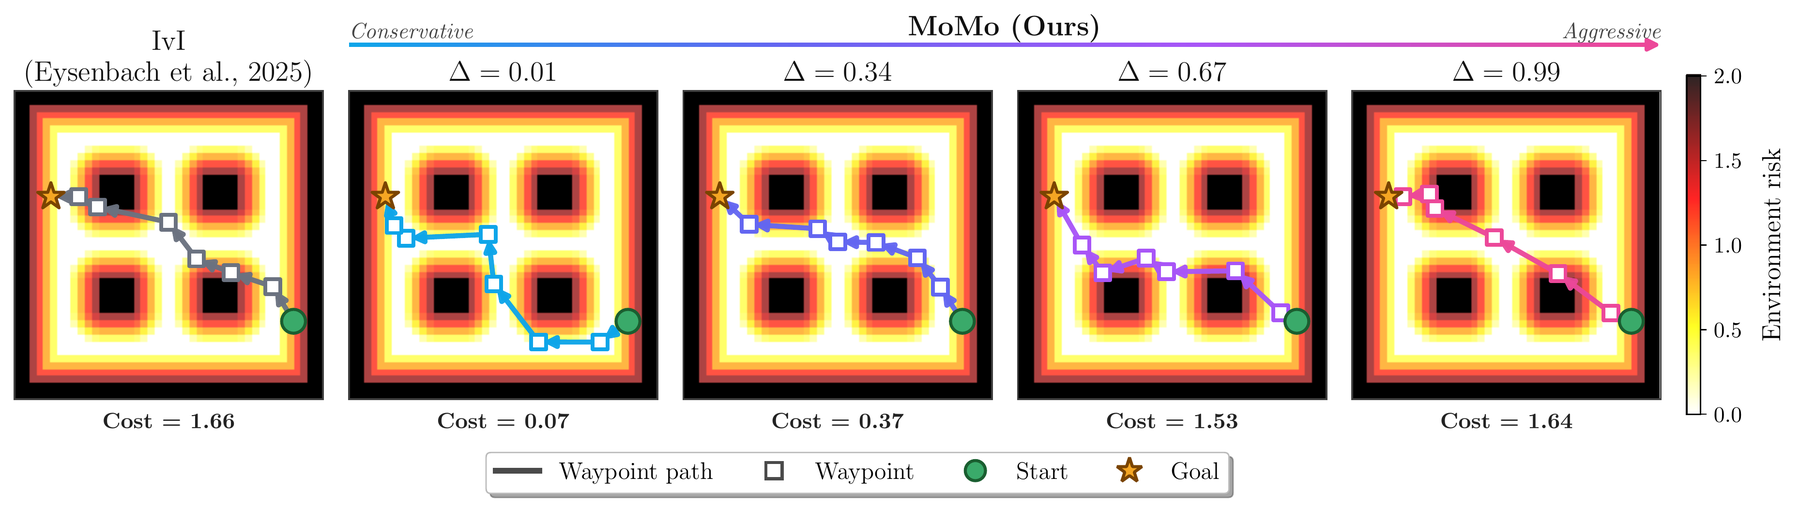 IvI
(Eysenbach et al., 2025)
Conservative
MoMo (Ours)
Aggressive
Δ = 0.01
Δ = 0.34
Δ = 0.67
Δ = 0.99
Cost = 1.66
Cost = 0.07
Cost = 0.37
Cost = 1.53
Cost = 1.64
2.0
1.5
1.0
0.5
0.0
Environment risk
Waypoint path
Waypoint
Start
Goal